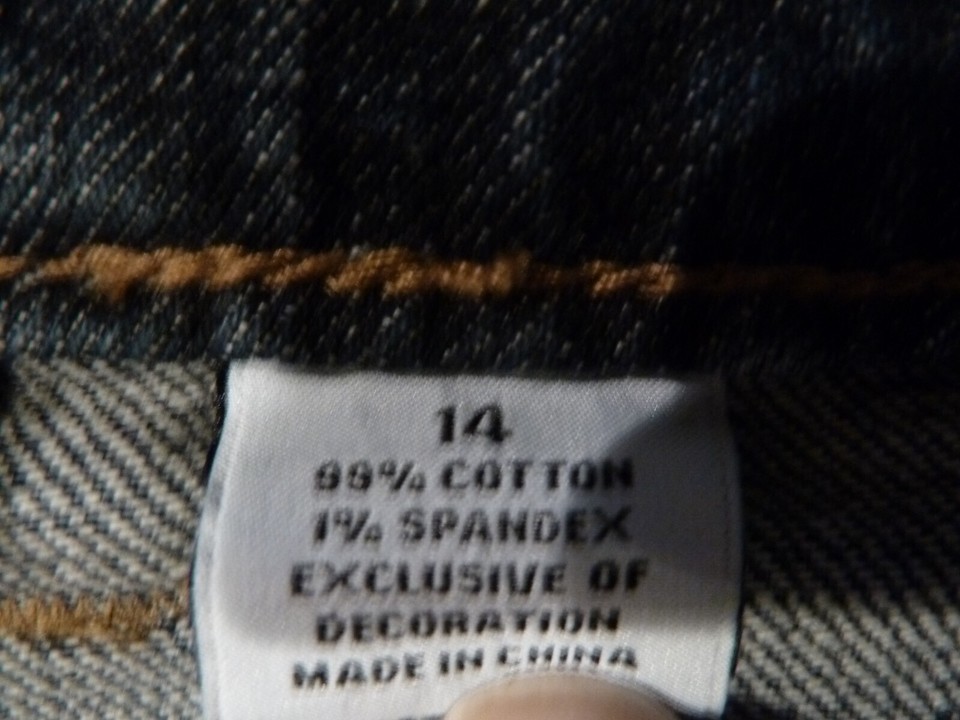 14
99% COTTON
1% SPANDEX
EXCLUSIVE OF
DECORATION
MADE IN CHINA